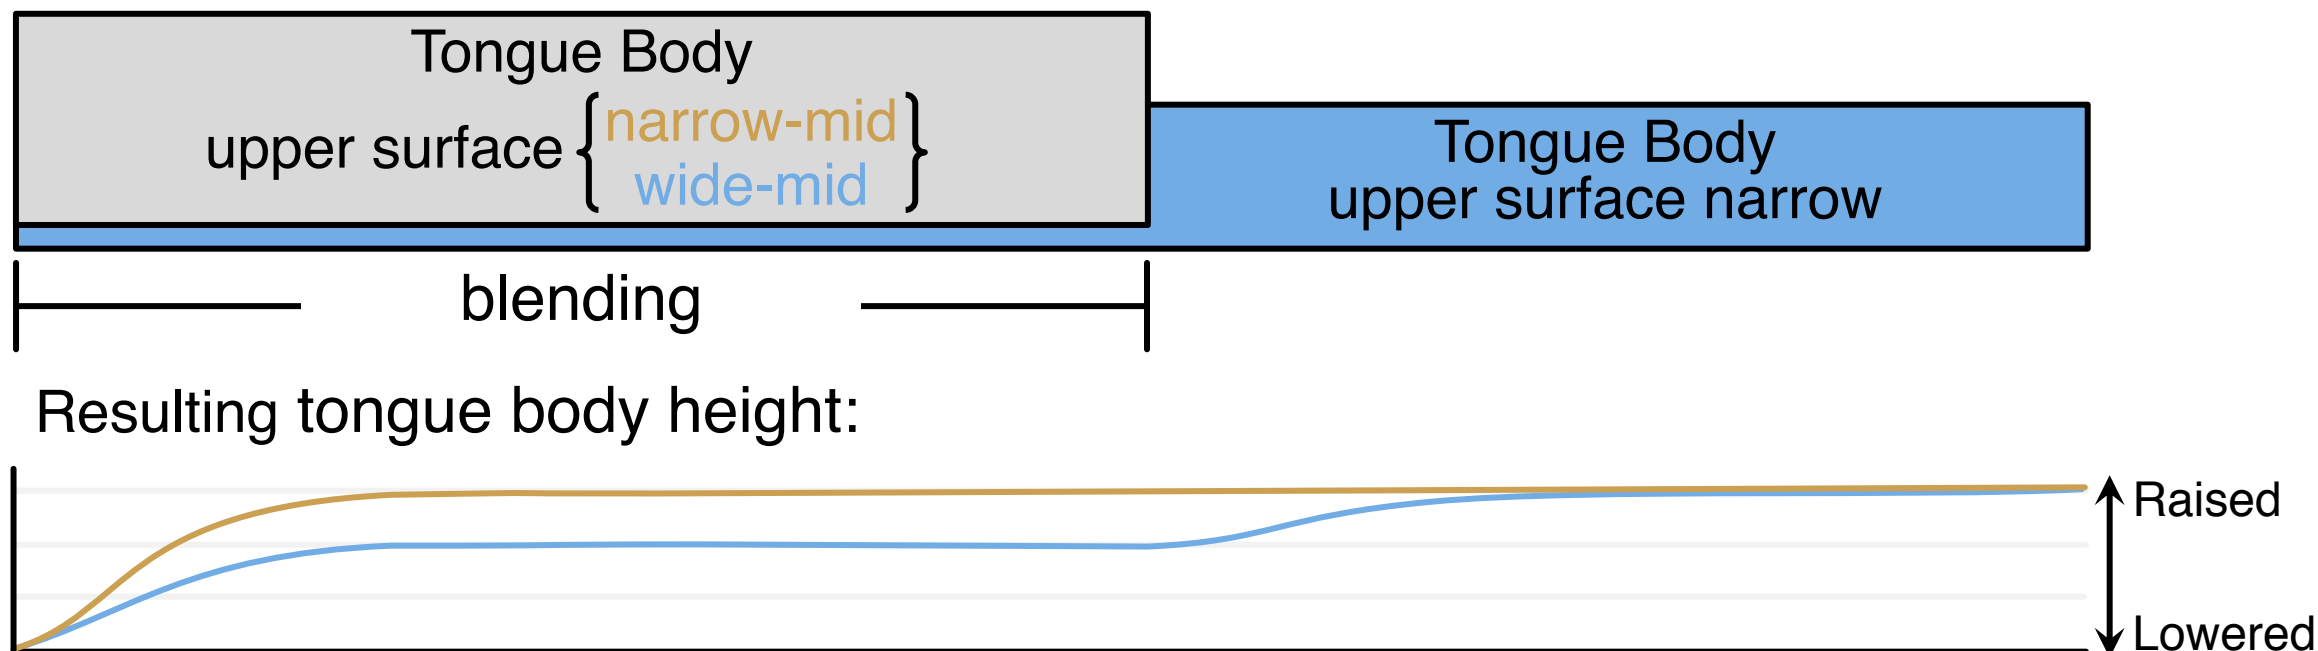 Tongue Body
upper surface { narrow-mid }
wide-mid
Tongue Body
upper surface narrow
blending
Resulting tongue body height:
Raised
Lowered